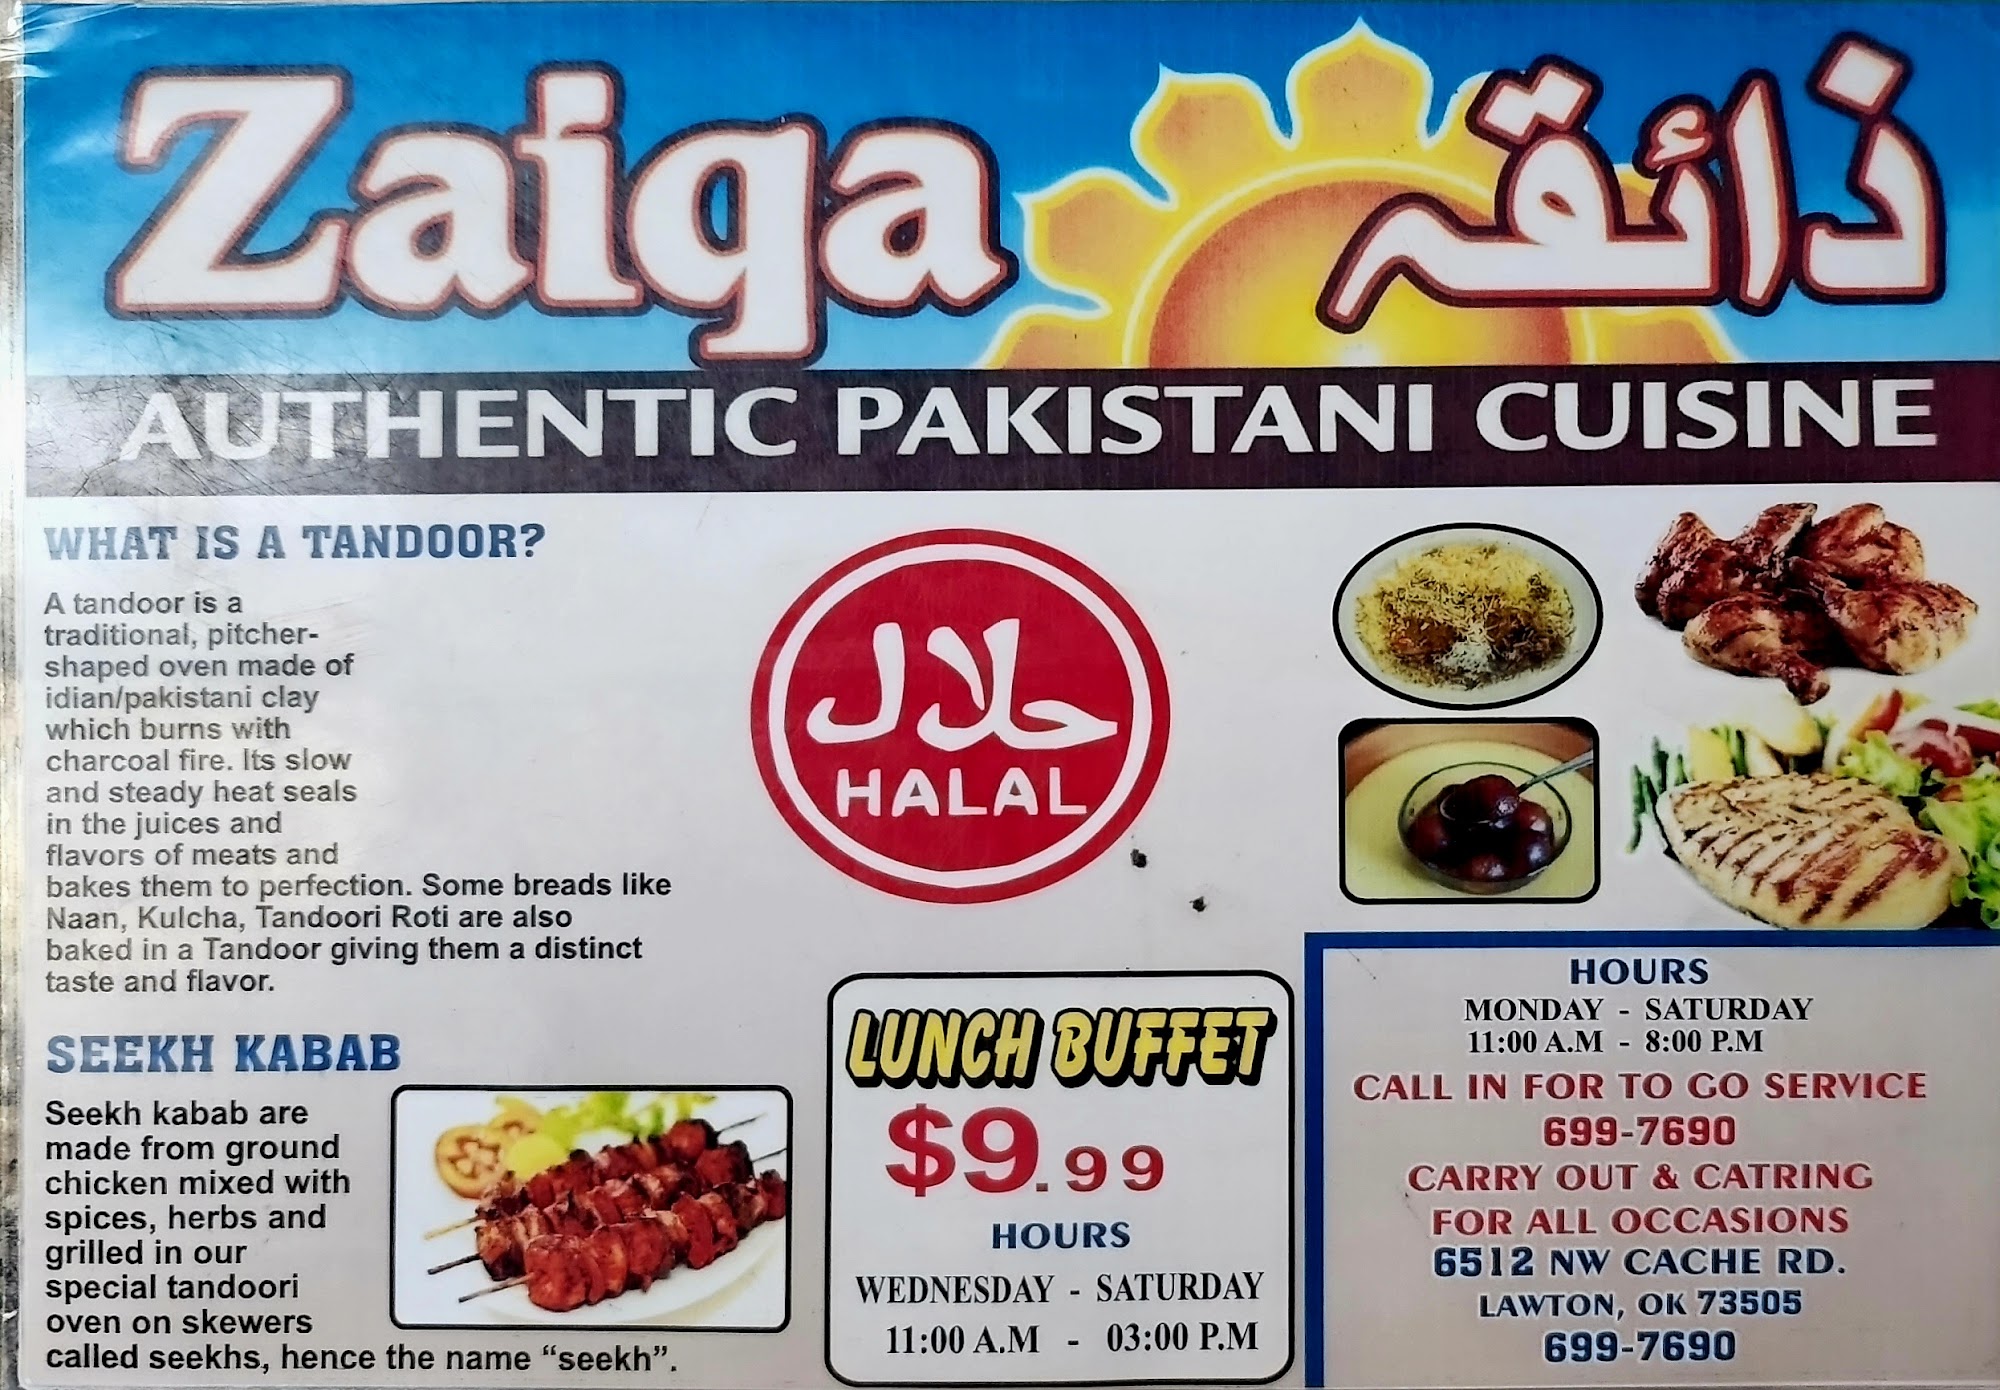 Zaiqa ذائقہ
AUTHENTIC PAKISTANI CUISINE
WHAT IS A TANDOOR?
A tandoor is a
traditional, pitcher-
shaped oven made of
idian/pakistani clay
which burns with
charcoal fire. Its slow
and steady heat seals
in the juices and
flavors of meats and
bakes them to perfection. Some breads like
Naan, Kulcha, Tandoori Roti are also
baked in a Tandoor giving them a distinct
taste and flavor.
SEEKH KABAB
Seekh kabab are
made from ground
chicken mixed with
spices, herbs and
grilled in our
special tandoori
oven on skewers
called seekhs, hence the name “seekh”.
حلال
HALAL
LUNCH BUFFET
$9.99
HOURS
WEDNESDAY - SATURDAY
11:00 A.M - 03:00 P.M
HOURS
MONDAY - SATURDAY
11:00 A.M - 8:00 P.M
CALL IN FOR TO GO SERVICE
699-7690
CARRY OUT & CATRING
FOR ALL OCCASIONS
6512 NW CACHE RD.
LAWTON, OK 73505
699-7690